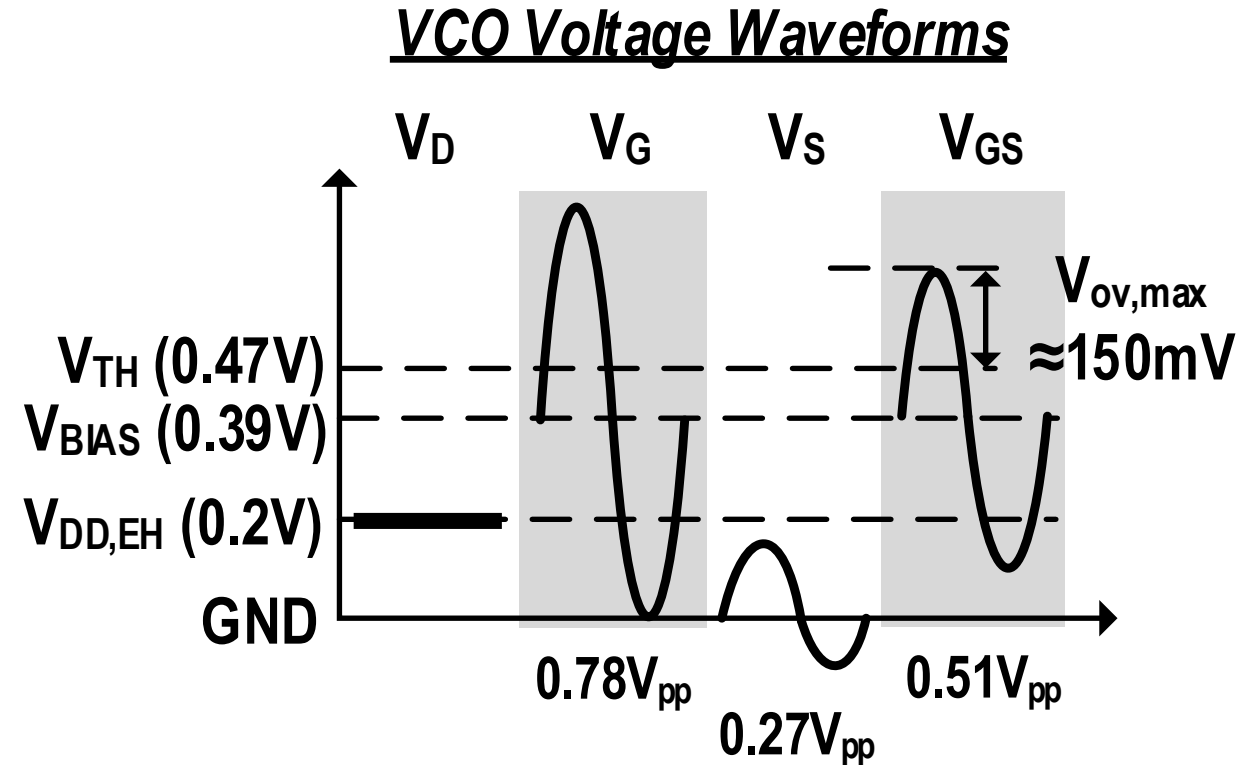 VCO Voltage Waveforms
VD VG VS VGS
Vov,max
≈150mV
VTH (0.47V)
VBIAS (0.39V)
VDD,EH (0.2V)
GND
0.78Vpp 0.51Vpp
0.27Vpp